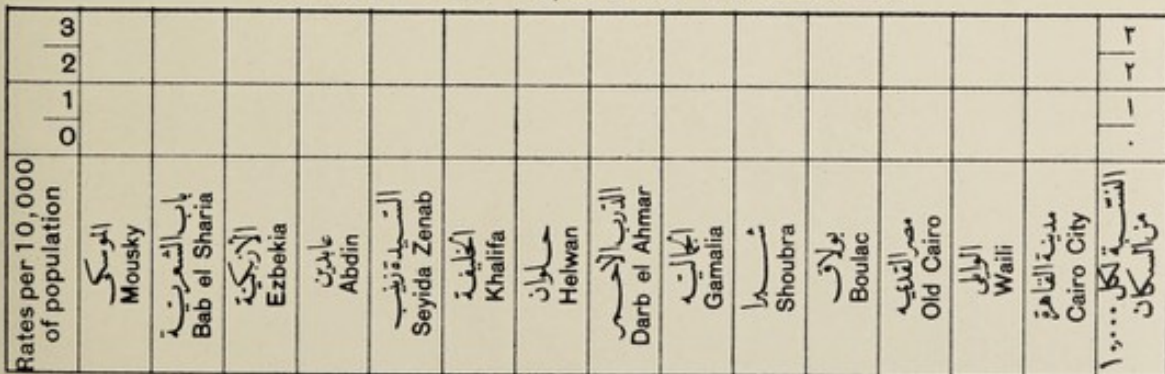 3
2
1
0
Rates per 10,000
of population
الموسكى
Mousky
باب الشعرية
Bab el Sharia
الأزبكية
Ezbekia
عابدين
Abdin
السيدة زينب
Seyida Zenab
الخليفة
Khalifa
حلوان
Helwan
الدرب الأحمر
Darb el Ahmar
الجمالية
Gamalia
شبرا
Shoubra
بولاق
Boulac
مصر القديمه
Old Cairo
الوايلى
Waili
مدينة القاهرة
Cairo City
٣
٢
١
٠
النسبة لكل ١٠٫٠٠٠
من السكان